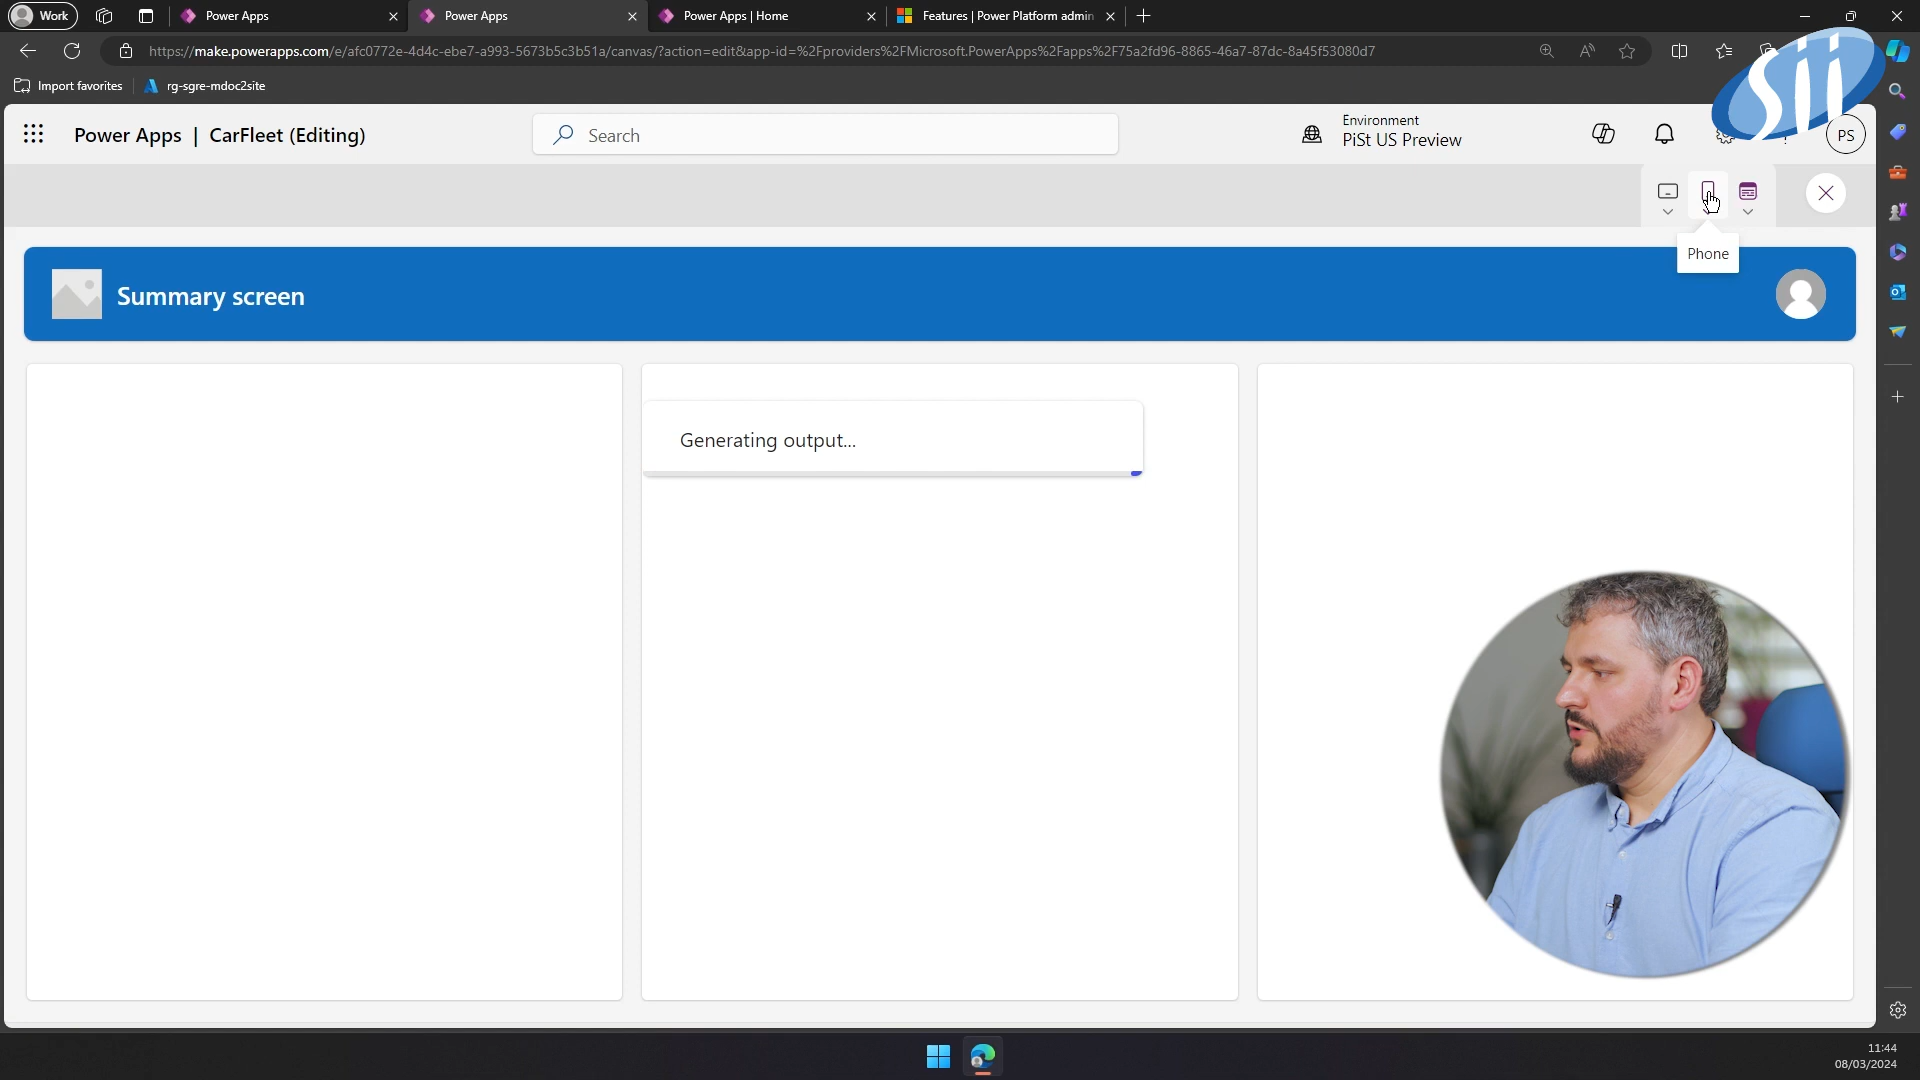 Work
Power Apps
Power Apps
Power Apps | Home
Features | Power Platform admin
https://make.powerapps.com/e/afc0772e-4d4c-ebe7-a993-5673b5c3b51a/canvas/?action=edit&app-id=%2Fproviders%2FMicrosoft.PowerApps%2Fapps%2F75a2fd96-8865-46a7-87dc-8a45f53080d7
Import favorites
rg-sgre-mdoc2site
sii
Power Apps | CarFleet (Editing)
Search
Environment
PiSt US Preview
PS
Phone
Summary screen
Generating output...
11:44
08/03/2024